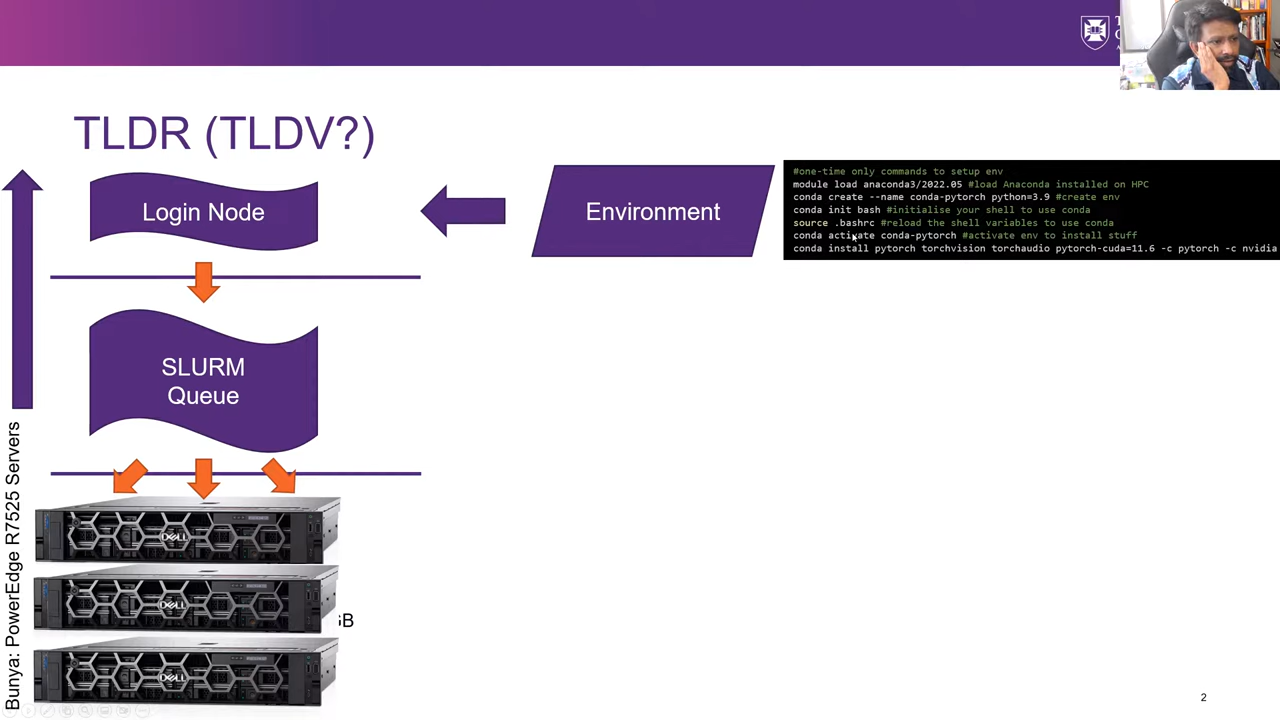 TLDR (TLDV?)
Login Node
Environment
#one-time only commands to setup env
module load anaconda3/2022.05 #load Anaconda installed on HPC
conda create --name conda-pytorch python=3.9 #create env
conda init bash #initialise your shell to use conda
source .bashrc #reload the shell variables to use conda
conda activate conda-pytorch #activate env to install stuff
conda install pytorch torchvision torchaudio pytorch-cuda=11.6 -c pytorch -c nvidia
SLURM
Queue
Bunya: PowerEdge R7525 Servers
DELL
DELL
DELL
GB
2